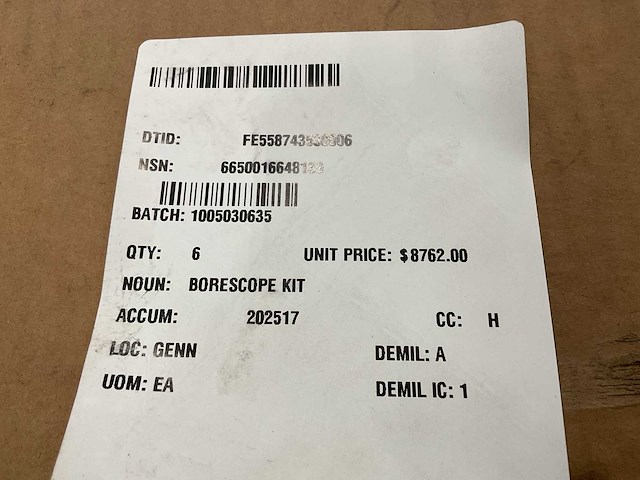 DTID:
NSN:
BATCH: 1005030635
QTY: 6 UNIT PRICE: $8762.00
NOUN: BORESCOPE KIT
ACCUM: 202517 CC: H
LOC: GENN DEMIL: A
UOM: EA DEMIL IC: 1